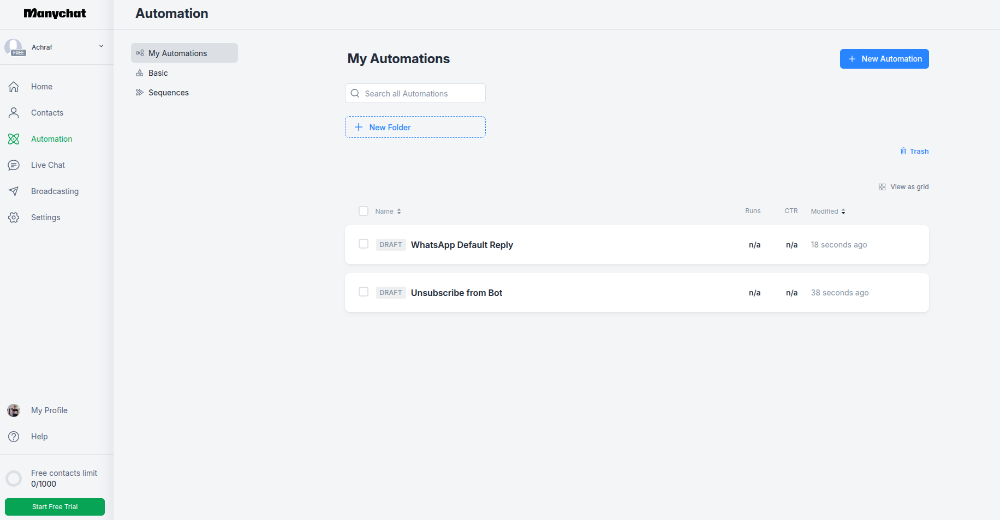 Manychat
Automation
FREE
Achraf
Home
Contacts
Automation
Live Chat
Broadcasting
Settings
My Profile
Help
Free contacts limit
0/1000
Start Free Trial
My Automations
Basic
Sequences
My Automations
New Automation
Search all Automations
New Folder
Trash
View as grid
Name Runs CTR Modified
DRAFT WhatsApp Default Reply n/a n/a 18 seconds ago
DRAFT Unsubscribe from Bot n/a n/a 38 seconds ago